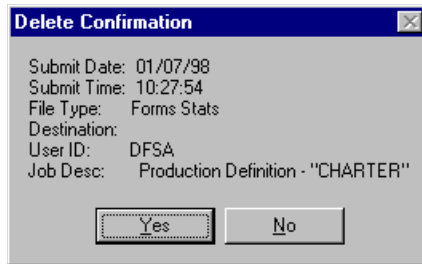 Delete Confirmation
Submit Date: 01/07/98
Submit Time: 10:27:54
File Type: Forms Stats
Destination:
User ID: DFSA
Job Desc: Production Definition - "CHARTER"
Yes No